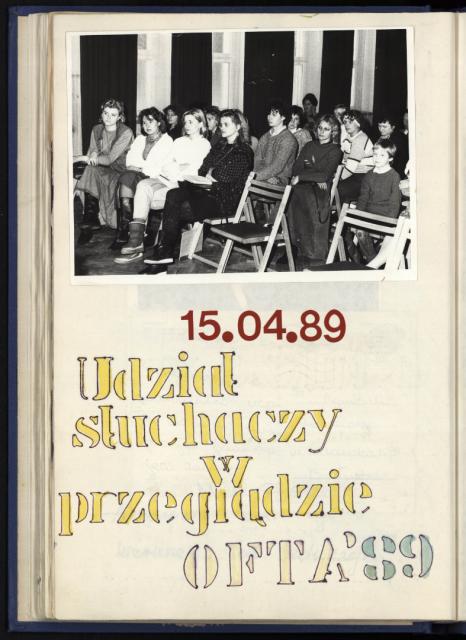 15.04.89
Udział
słuchaczy
w
przeglądzie
OFTA'89